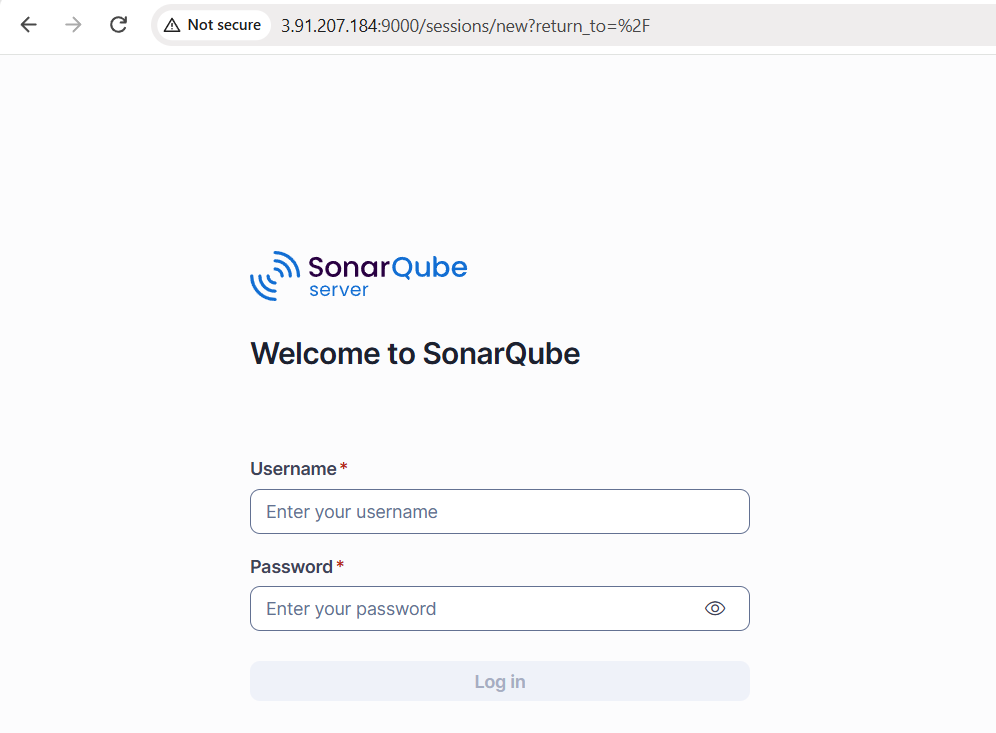 Not secure 3.91.207.184:9000/sessions/new?return_to=%2F
SonarQube
server
Welcome to SonarQube
Username*
Enter your username
Password*
Enter your password
Log in